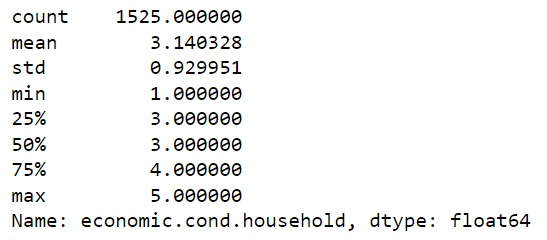 count    1525.000000
mean        3.140328
std         0.929951
min         1.000000
25%         3.000000
50%         3.000000
75%         4.000000
max         5.000000
Name: economic.cond.household, dtype: float64